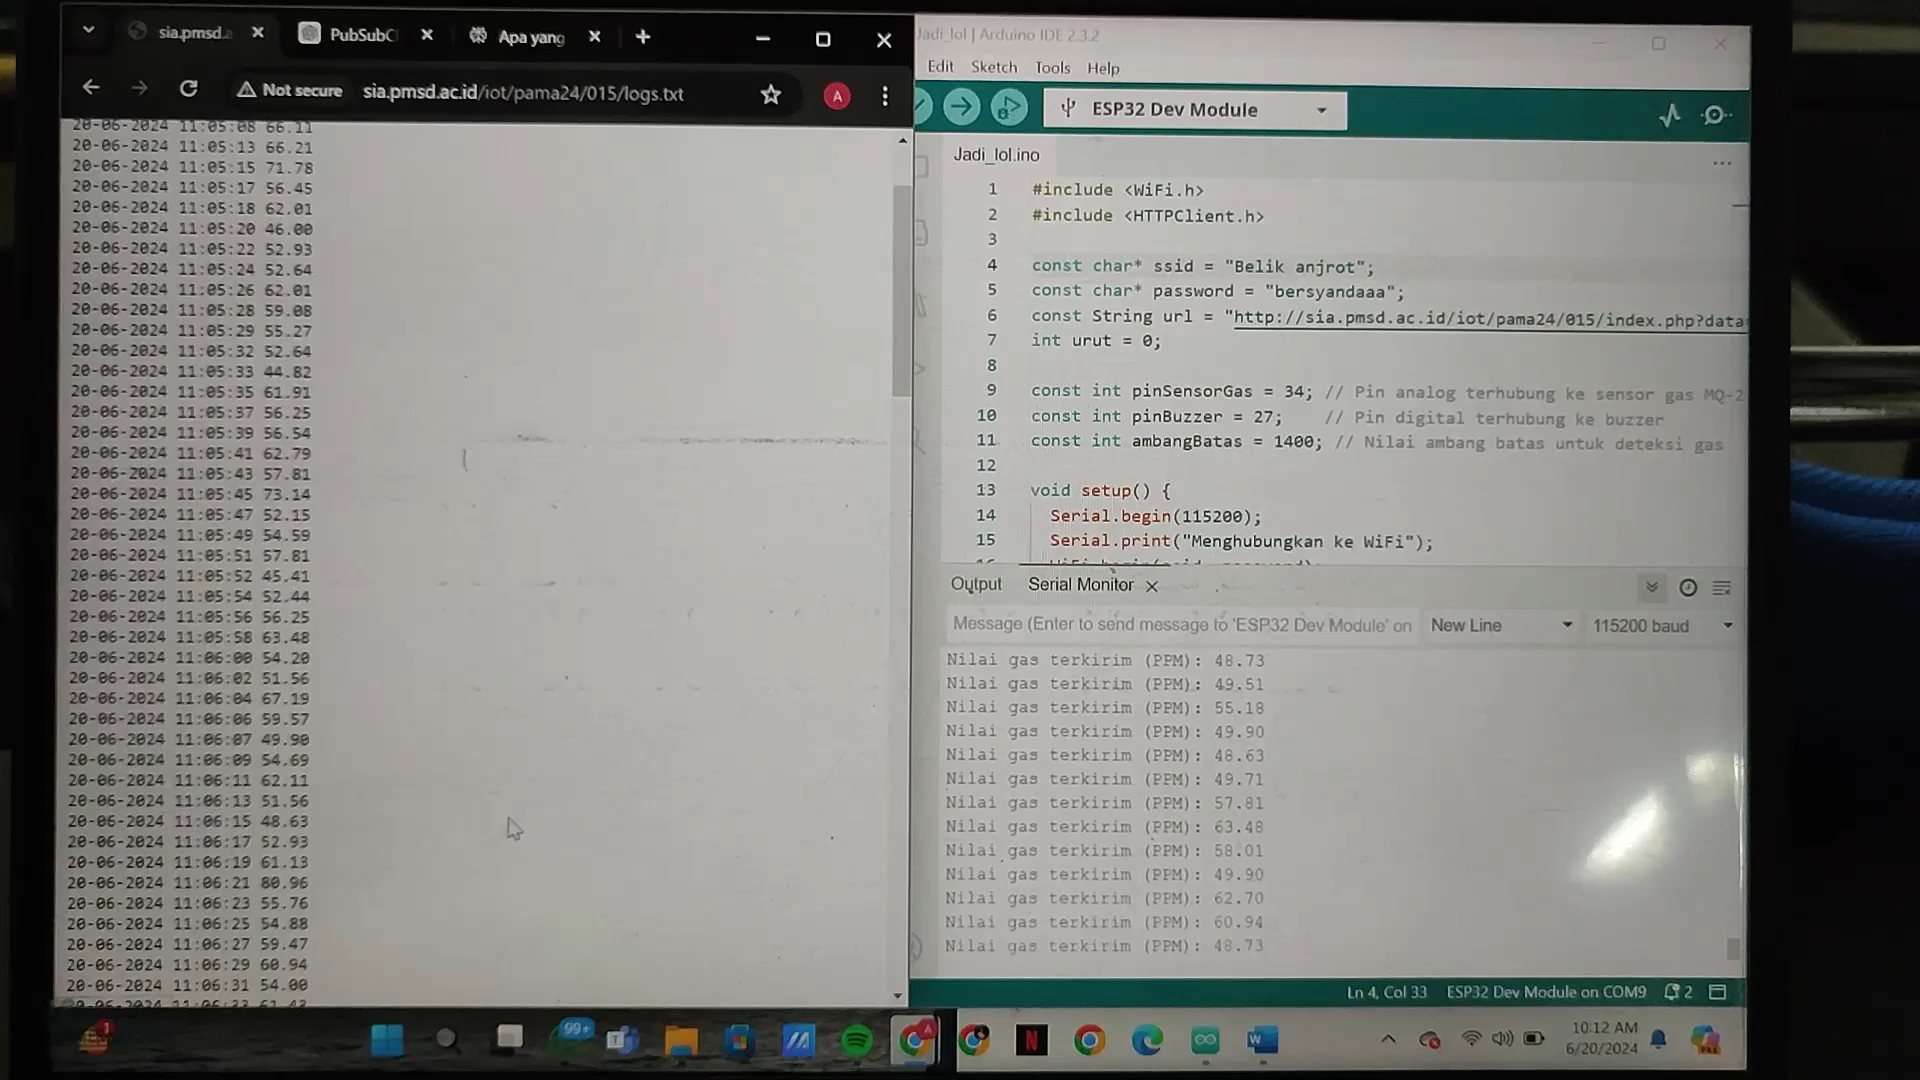 sia.pmsd.a
PubSubCl
Apa yang
Not secure
sia.pmsd.ac.id/iot/pama24/015/logs.txt
A
20-06-2024 11:05:08 66.11
20-06-2024 11:05:13 66.21
20-06-2024 11:05:15 71.78
20-06-2024 11:05:17 56.45
20-06-2024 11:05:18 62.01
20-06-2024 11:05:20 46.00
20-06-2024 11:05:22 52.93
20-06-2024 11:05:24 52.64
20-06-2024 11:05:26 62.01
20-06-2024 11:05:28 59.08
20-06-2024 11:05:29 55.27
20-06-2024 11:05:32 52.64
20-06-2024 11:05:33 44.82
20-06-2024 11:05:35 61.91
20-06-2024 11:05:37 56.25
20-06-2024 11:05:39 56.54
20-06-2024 11:05:41 62.79
20-06-2024 11:05:43 57.81
20-06-2024 11:05:45 73.14
20-06-2024 11:05:47 52.15
20-06-2024 11:05:49 54.59
20-06-2024 11:05:51 57.81
20-06-2024 11:05:52 45.41
20-06-2024 11:05:54 52.44
20-06-2024 11:05:56 56.25
20-06-2024 11:05:58 63.48
20-06-2024 11:06:00 54.20
20-06-2024 11:06:02 51.56
20-06-2024 11:06:04 67.19
20-06-2024 11:06:06 59.57
20-06-2024 11:06:07 49.90
20-06-2024 11:06:09 54.69
20-06-2024 11:06:11 62.11
20-06-2024 11:06:13 51.56
20-06-2024 11:06:15 48.63
20-06-2024 11:06:17 52.93
20-06-2024 11:06:19 61.13
20-06-2024 11:06:21 80.96
20-06-2024 11:06:23 55.76
20-06-2024 11:06:25 54.88
20-06-2024 11:06:27 59.47
20-06-2024 11:06:29 60.94
20-06-2024 11:06:31 54.00
Jadi_lol | Arduino IDE 2.3.2
Edit Sketch Tools Help
ESP32 Dev Module
Jadi_lol.ino
1 #include <WiFi.h>
2 #include <HTTPClient.h>
3
4 const char* ssid = "Belik anjrot";
5 const char* password = "bersyandaaa";
6 const String url = "http://sia.pmsd.ac.id/iot/pama24/015/index.php?data=
7 int urut = 0;
8
9 const int pinSensorGas = 34; // Pin analog terhubung ke sensor gas MQ-2
10 const int pinBuzzer = 27; // Pin digital terhubung ke buzzer
11 const int ambangBatas = 1400; // Nilai ambang batas untuk deteksi gas
12
13 void setup() {
14 Serial.begin(115200);
15 Serial.print("Menghubungkan ke WiFi");
Output Serial Monitor
Message (Enter to send message to 'ESP32 Dev Module' on
New Line
115200 baud
Nilai gas terkirim (PPM): 48.73
Nilai gas terkirim (PPM): 49.51
Nilai gas terkirim (PPM): 55.18
Nilai gas terkirim (PPM): 49.90
Nilai gas terkirim (PPM): 48.63
Nilai gas terkirim (PPM): 49.71
Nilai gas terkirim (PPM): 57.81
Nilai gas terkirim (PPM): 63.48
Nilai gas terkirim (PPM): 58.01
Nilai gas terkirim (PPM): 49.90
Nilai gas terkirim (PPM): 62.70
Nilai gas terkirim (PPM): 60.94
Nilai gas terkirim (PPM): 48.73
Ln 4, Col 33 ESP32 Dev Module on COM9 2
99+
10:12 AM
6/20/2024